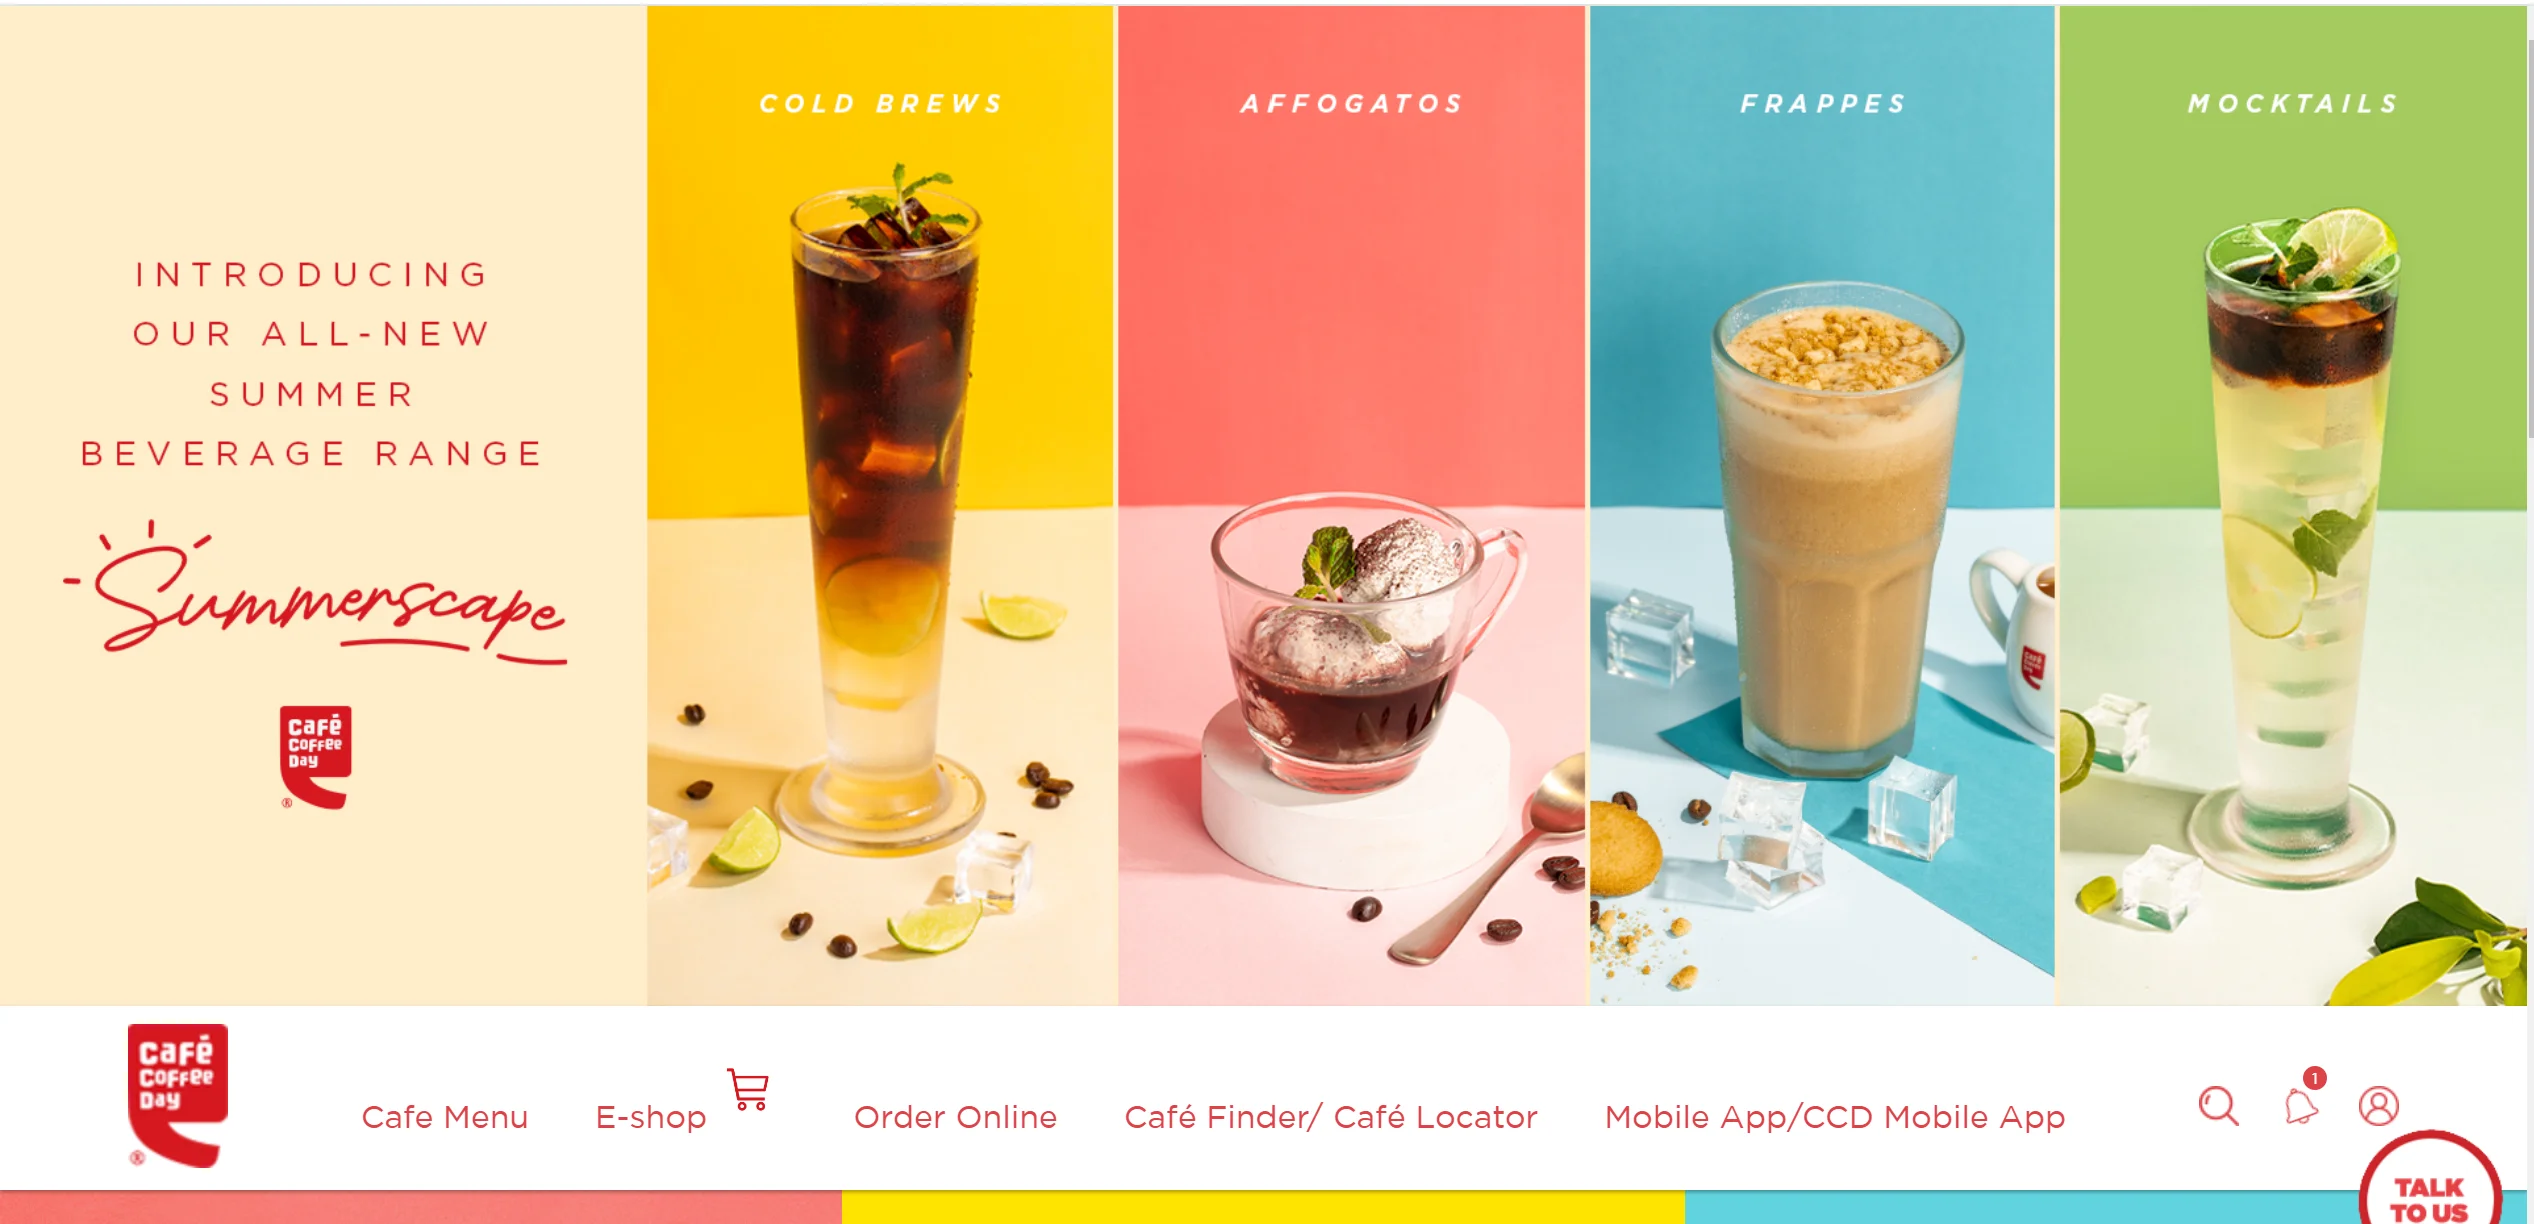 INTRODUCING
OUR ALL-NEW
SUMMER
BEVERAGE RANGE
Summerscape
Café
Coffee
Day
®
COLD BREWS
AFFOGATOS
FRAPPES
MOCKTAILS
Café
Coffee
Day
®
Cafe Menu
E-shop
Order Online
Café Finder/ Café Locator
Mobile App/CCD Mobile App
1
TALK
TO US